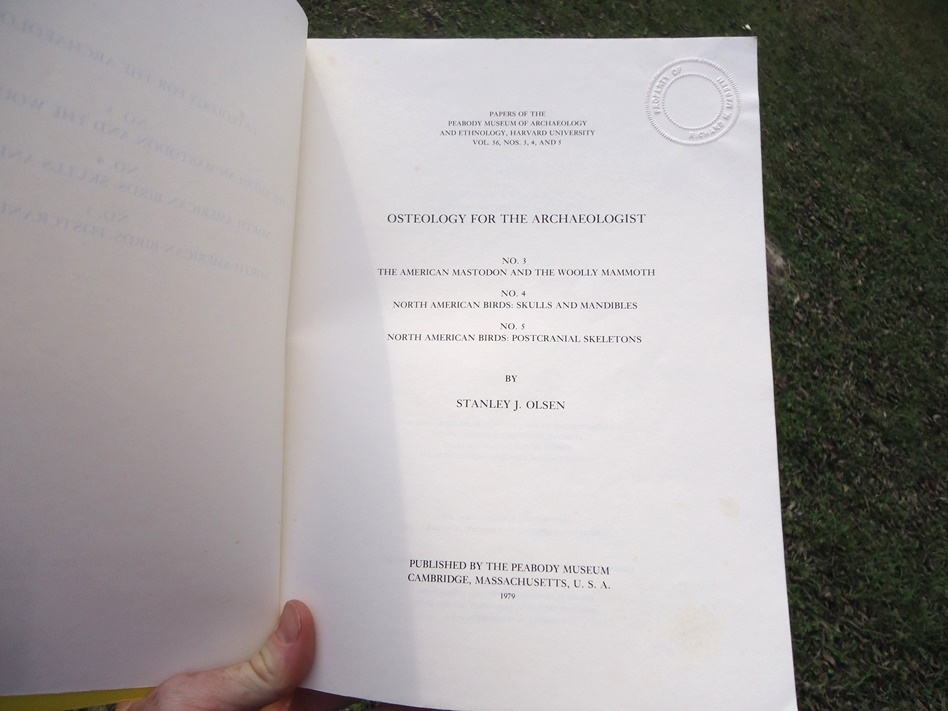 PAPERS OF THE
PEABODY MUSEUM OF ARCHAEOLOGY
AND ETHNOLOGY, HARVARD UNIVERSITY
VOL. 56, NOS. 3, 4, AND 5
PROPERTY OF
RICHARD
OSTEOLOGY FOR THE ARCHAEOLOGIST
NO. 3
THE AMERICAN MASTODON AND THE WOOLLY MAMMOTH
NO. 4
NORTH AMERICAN BIRDS: SKULLS AND MANDIBLES
NO. 5
NORTH AMERICAN BIRDS: POSTCRANIAL SKELETONS
BY
STANLEY J. OLSEN
PUBLISHED BY THE PEABODY MUSEUM
CAMBRIDGE, MASSACHUSETTS, U. S. A.
1979